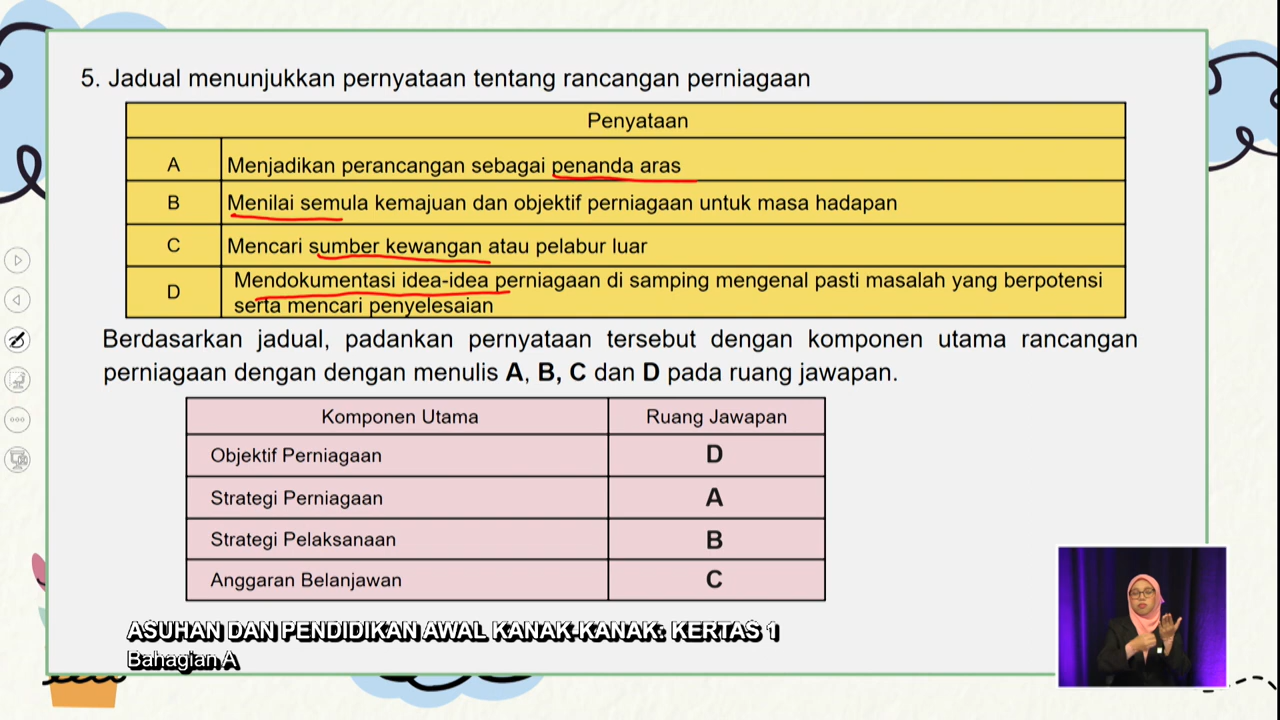 5. Jadual menunjukkan pernyataan tentang rancangan perniagaan
Penyataan
A Menjadikan perancangan sebagai penanda aras
B Menilai semula kemajuan dan objektif perniagaan untuk masa hadapan
C Mencari sumber kewangan atau pelabur luar
D Mendokumentasi idea-idea perniagaan di samping mengenal pasti masalah yang berpotensi
serta mencari penyelesaian
Berdasarkan jadual, padankan pernyataan tersebut dengan komponen utama rancangan
perniagaan dengan dengan menulis A, B, C dan D pada ruang jawapan.
Komponen Utama Ruang Jawapan
Objektif Perniagaan D
Strategi Perniagaan A
Strategi Pelaksanaan B
Anggaran Belanjawan C
ASUHAN DAN PENDIDIKAN AWAL KANAK-KANAK: KERTAS 1
Bahagian A